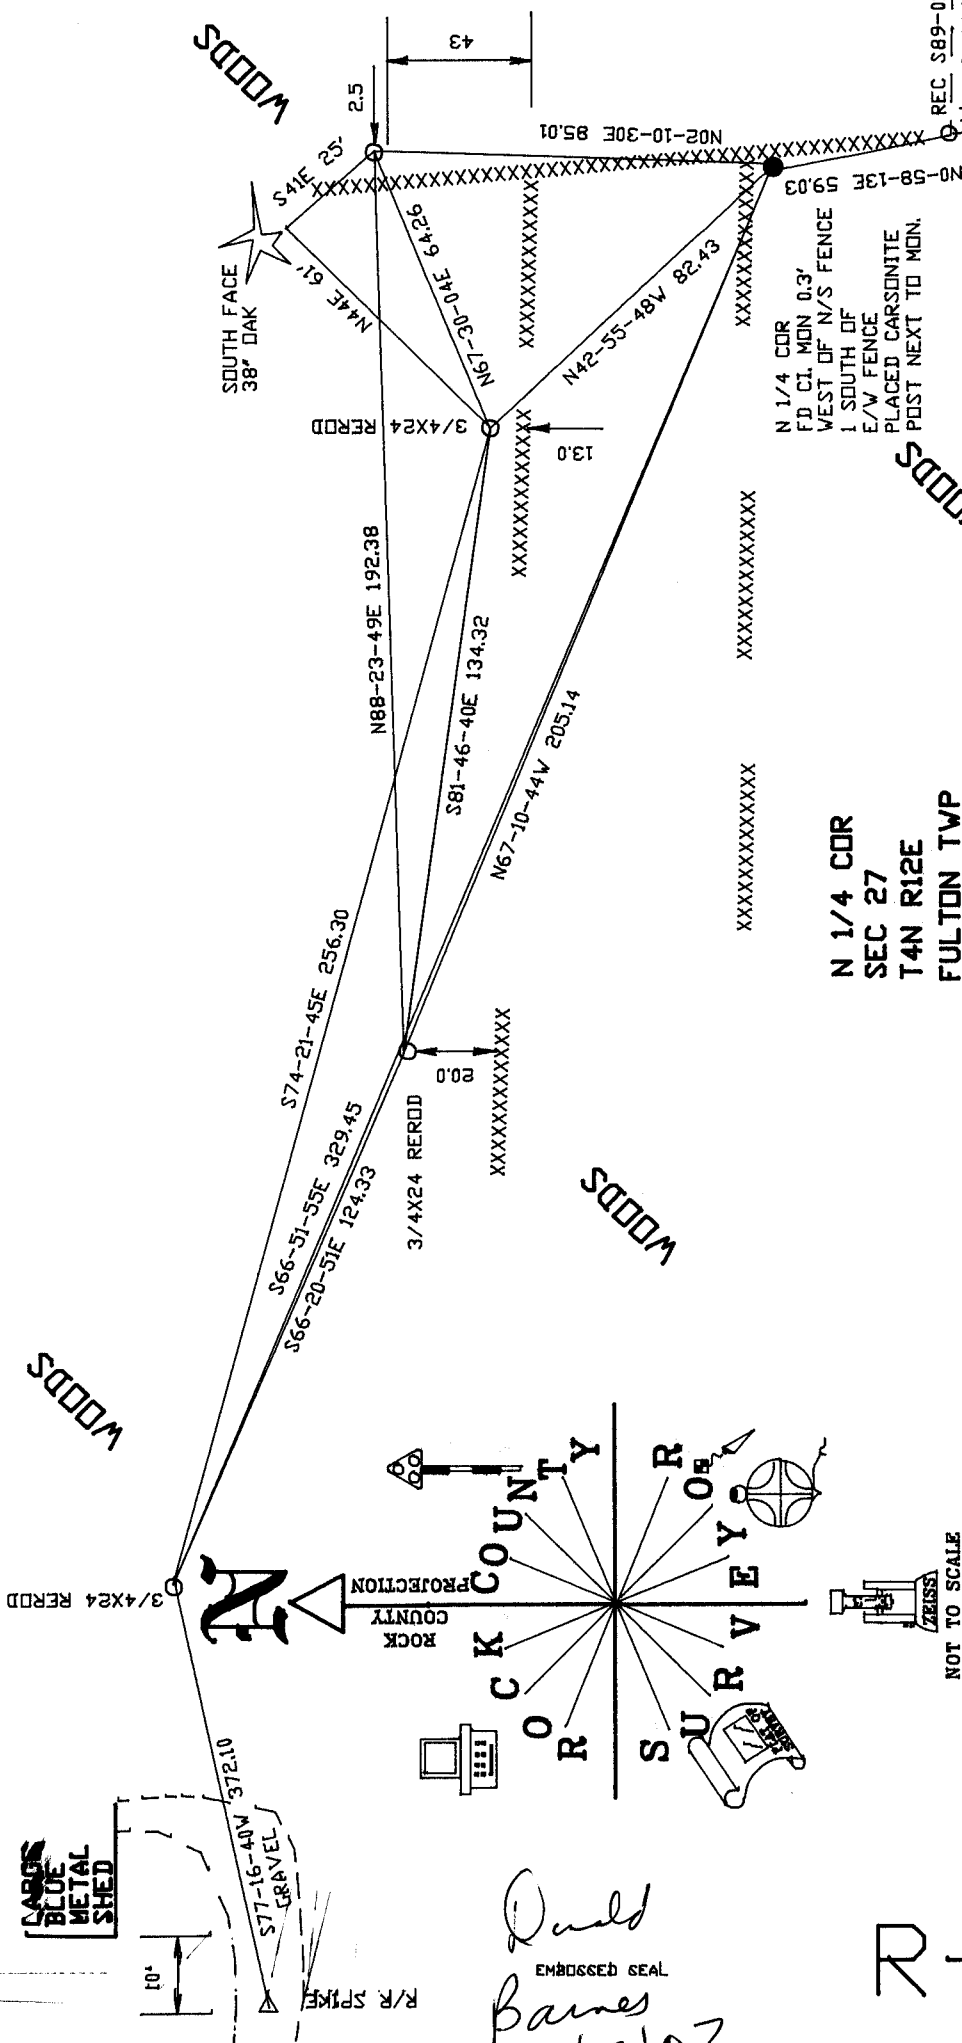 WOODS
43
2.5
S41E 25'
SOUTH FACE
38" OAK
N44E 61'
N67-30-04E 64.26
N02-10-30E 85.01
REC S89-0
N0-58-13E 59.03
3/4X24 REROD
N42-55-48W 82.43
13.0
N 1/4 COR
FD C.I. MON 0.3'
WEST OF N/S FENCE
1 SOUTH OF
E/W FENCE
PLACED CARSONITE
POST NEXT TO MON.
WOODS
N88-23-49E 192.38
S81-46-40E 134.32
N67-10-44W 205.14
N 1/4 COR
SEC 27
T4N R12E
FULTON TWP
S74-21-45E 256.30
S66-51-55E 329.45
S66-20-51E 124.33
20.0
3/4X24 REROD
WOODS
WOODS
3/4X24 REROD
N
ROCK
COUNTY
PROJECTION
ROCK COUNTY
SURVEYOR
PLAT OF
SURVEY
ZEISS
NOT TO SCALE
LARGE
BLUE
METAL
SHED
S77-16-40W 372.10
GRAVEL
10'
R/R SPIKE
Donald
EMBOSSED SEAL
Barnes
R